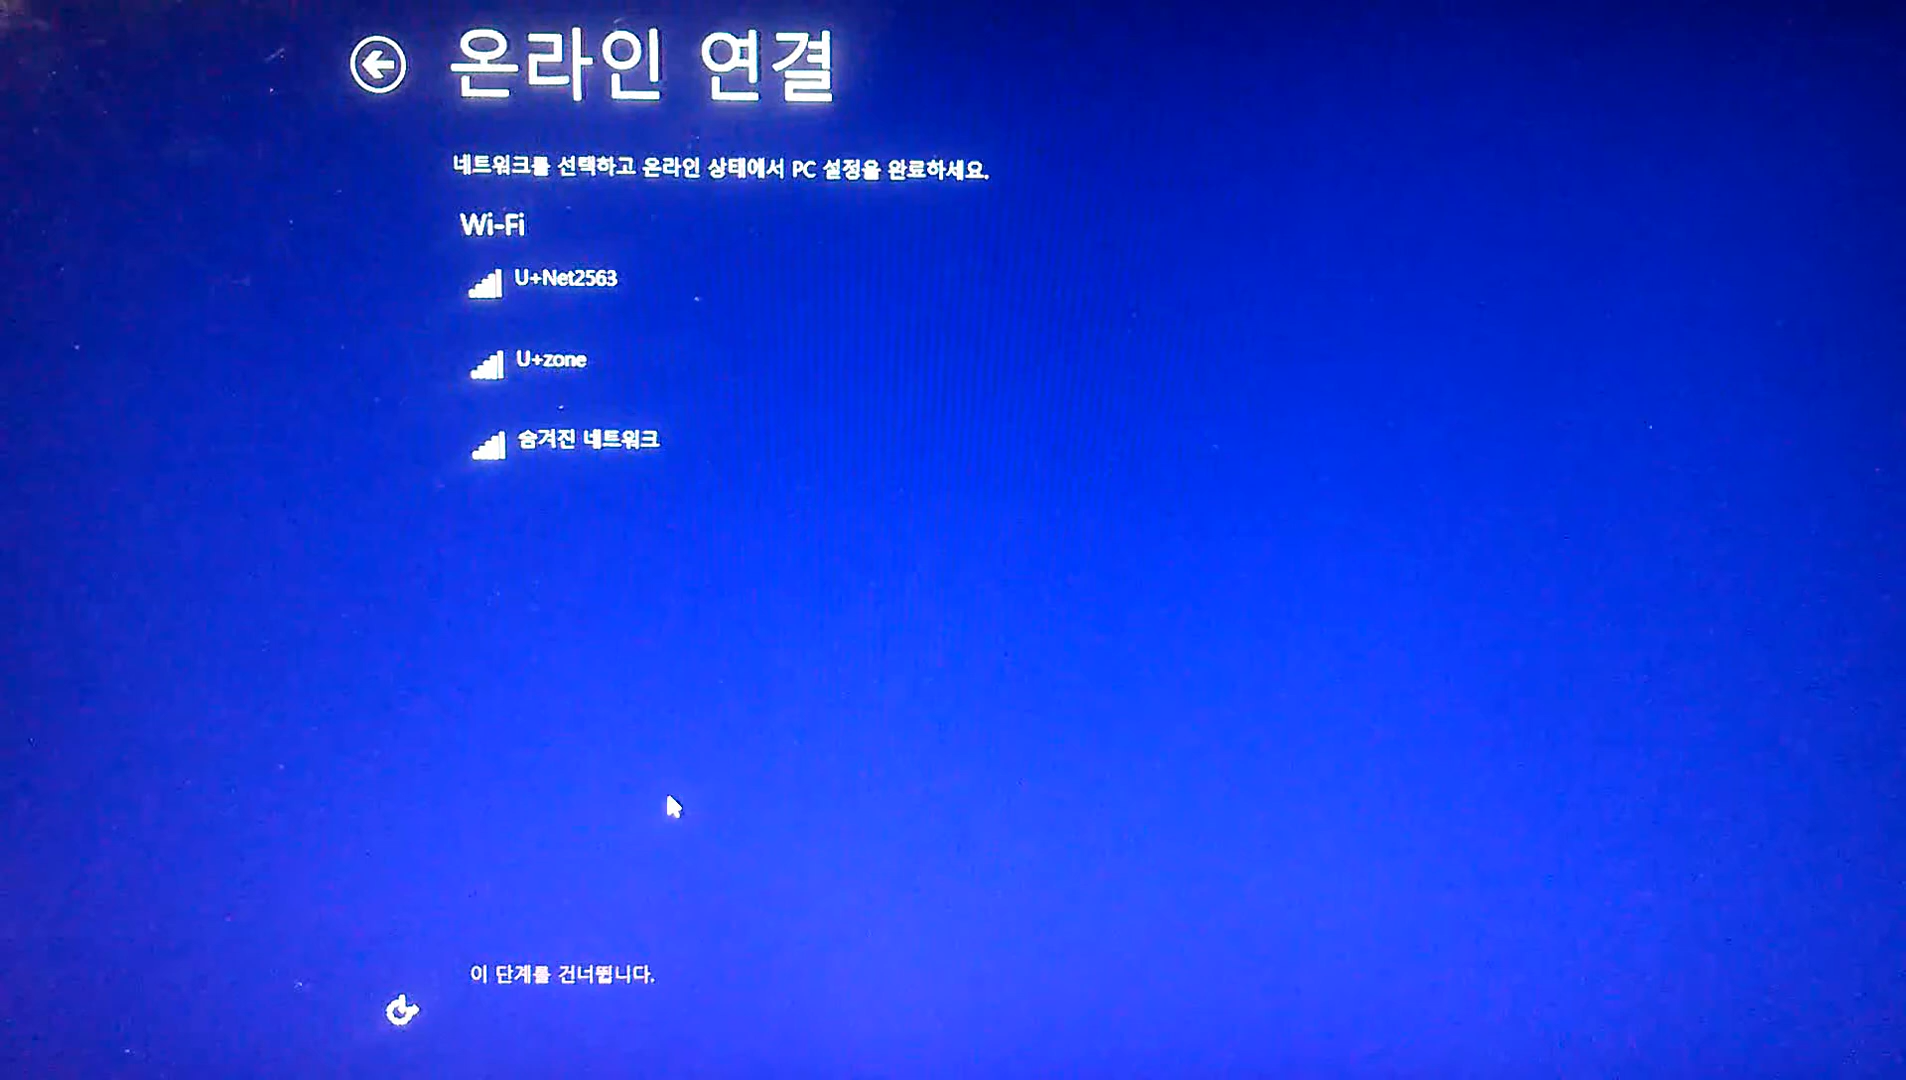 온라인 연결
네트워크를 선택하고 온라인 상태에서 PC 설정을 완료하세요.
Wi-Fi
U+Net2563
U+zone
숨겨진 네트워크
이 단계를 건너뜁니다.